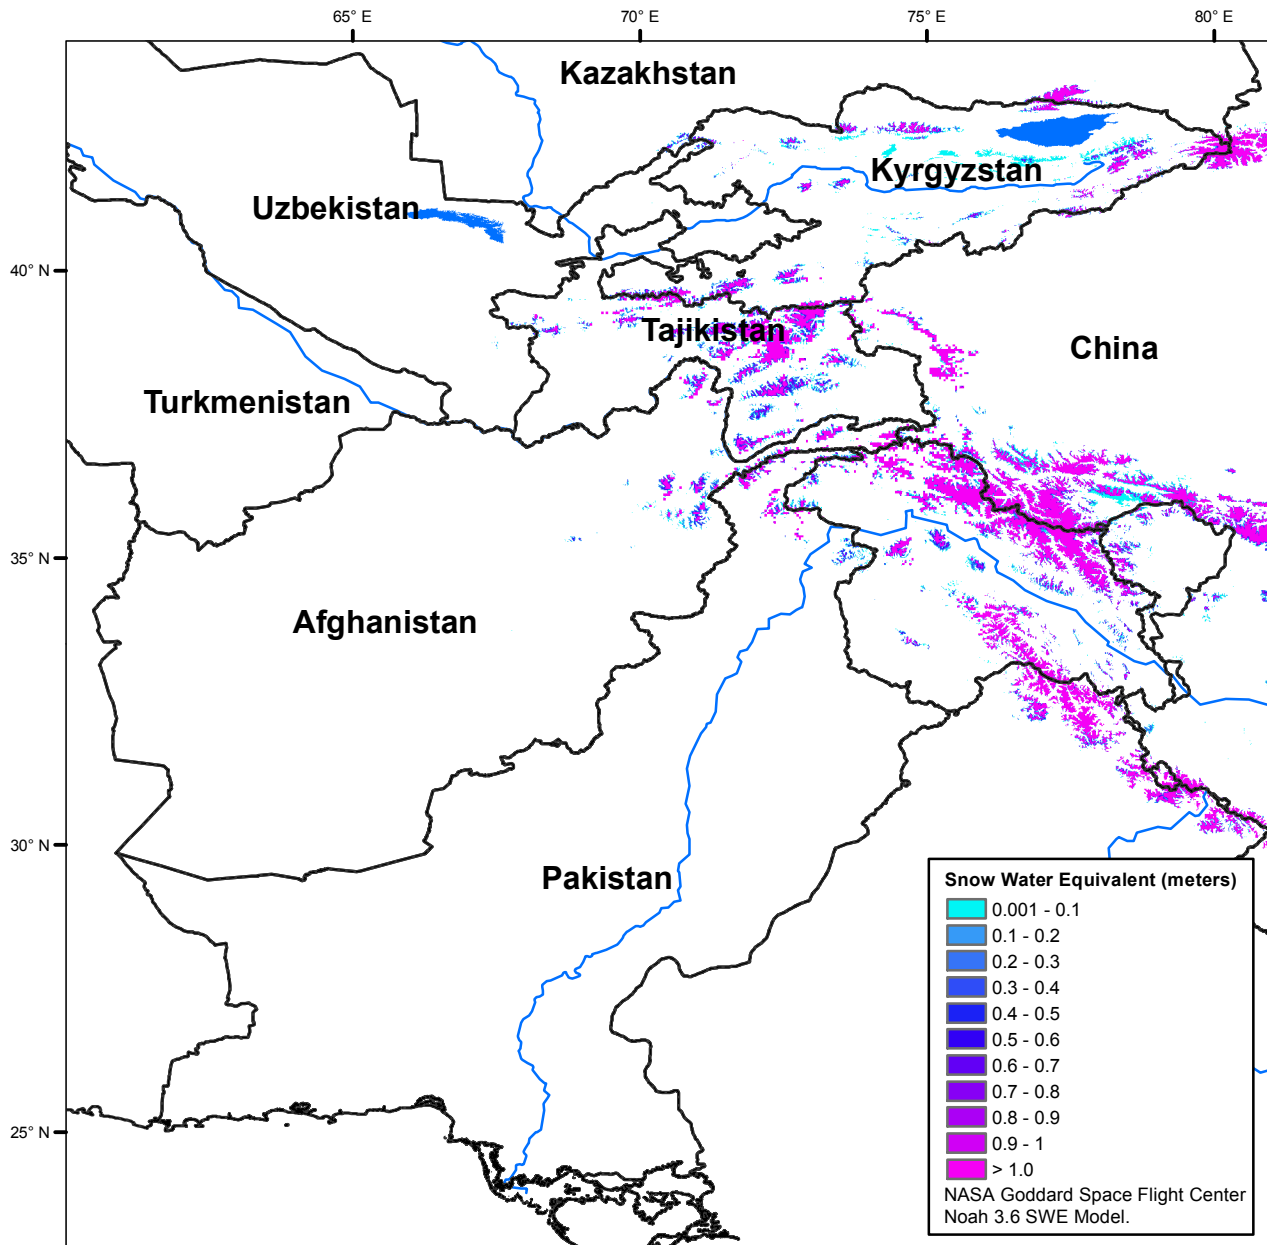 65° E
70° E
75° E
80° E
Kazakhstan
Kyrgyzstan
Uzbekistan
40° N
Tajikistan
China
Turkmenistan
35° N
Afghanistan
30° N
Pakistan
Snow Water Equivalent (meters)
0.001 - 0.1
0.1 - 0.2
0.2 - 0.3
0.3 - 0.4
0.4 - 0.5
0.5 - 0.6
0.6 - 0.7
0.7 - 0.8
0.8 - 0.9
0.9 - 1
> 1.0
NASA Goddard Space Flight Center
Noah 3.6 SWE Model.
25° N